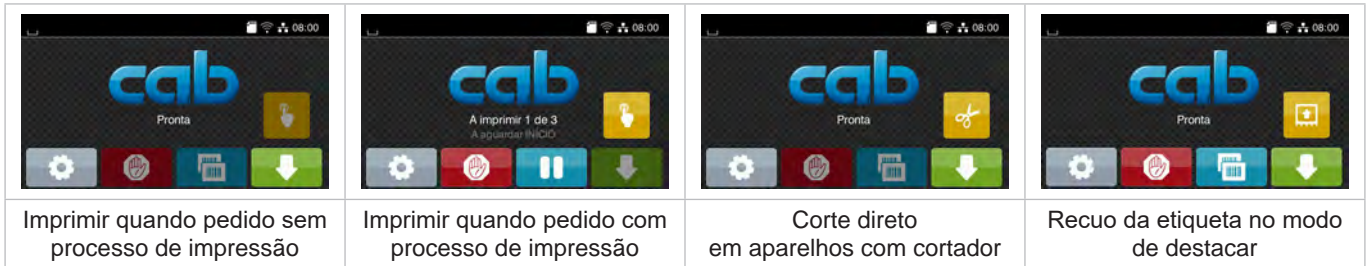 08:00
cab
Pronta
08:00
cab
A imprimir 1 de 3
A aguardar INÍCIO
08:00
cab
Pronta
08:00
cab
Pronta
Imprimir quando pedido sem
processo de impressão
Imprimir quando pedido com
processo de impressão
Corte direto
em aparelhos com cortador
Recuo da etiqueta no modo
de destacar